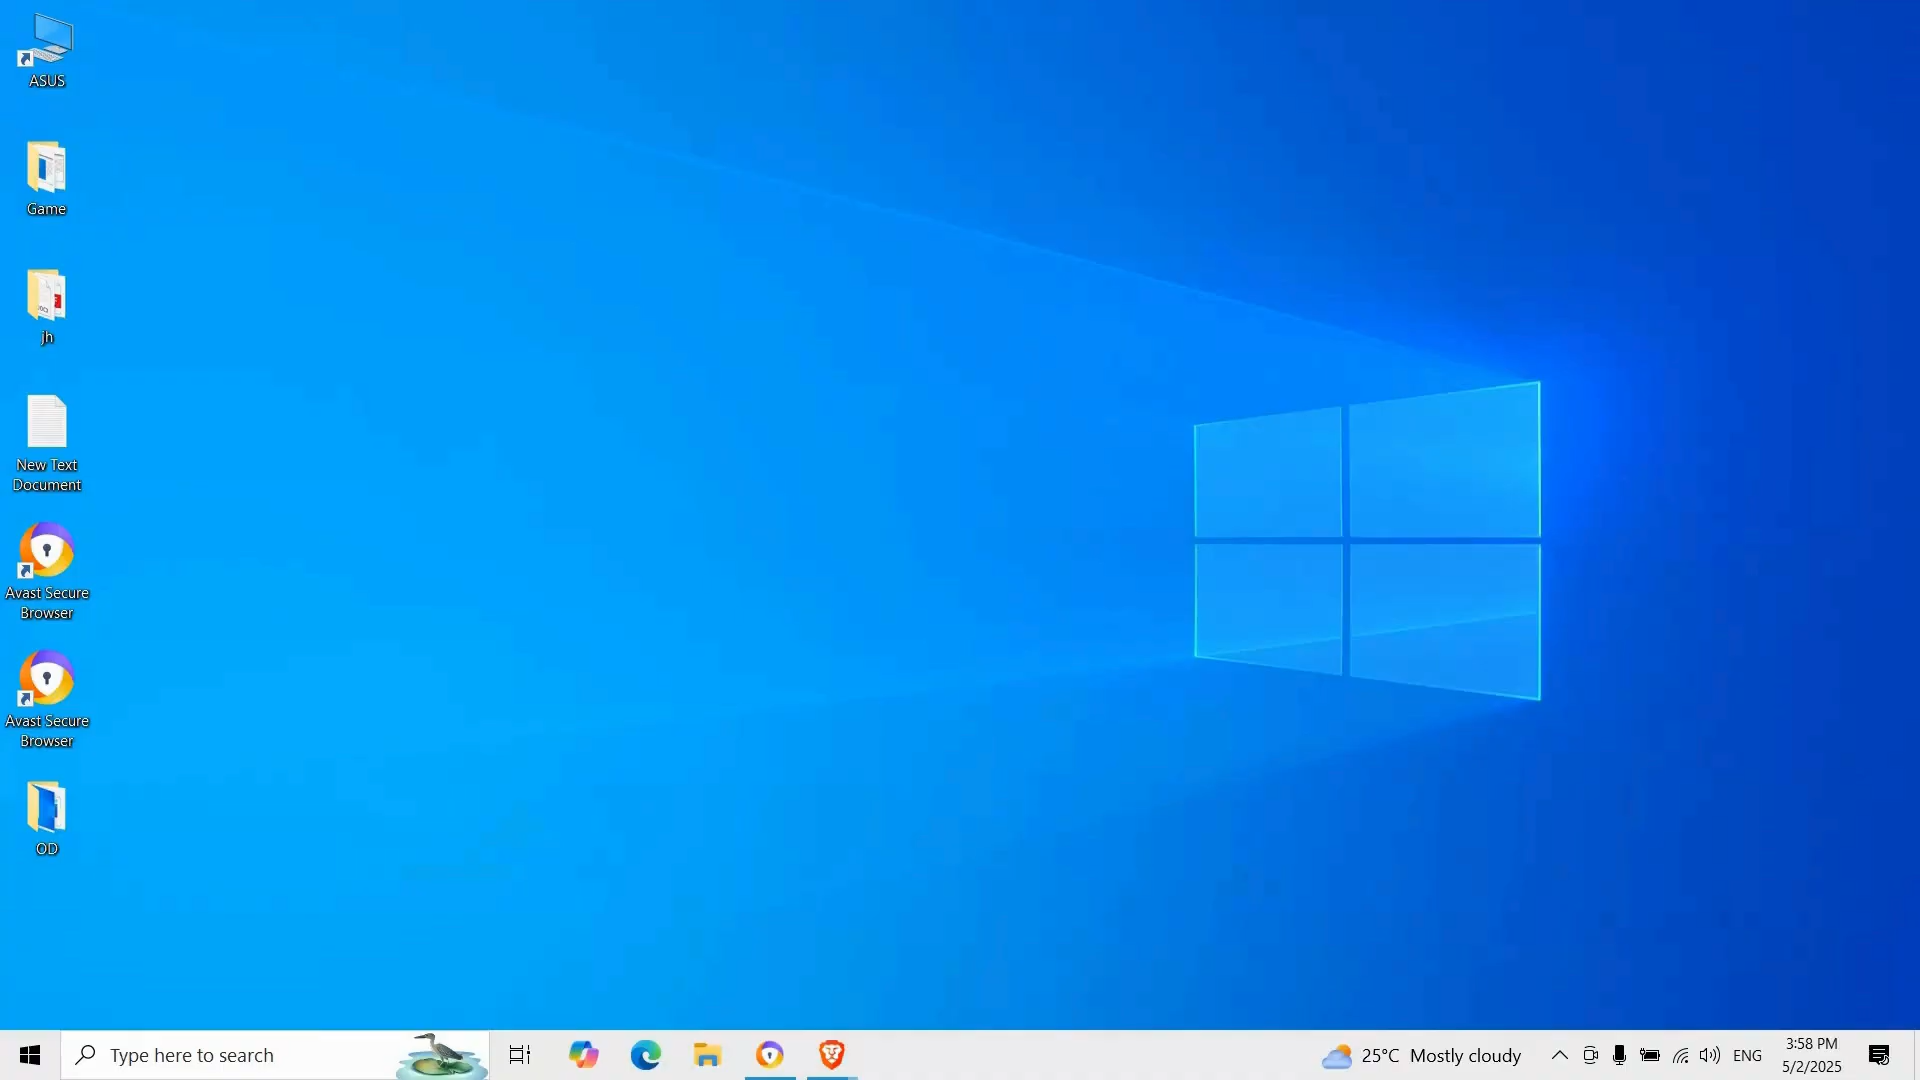 ASUS
Game
jh
New Text
Document
Avast Secure
Browser
Avast Secure
Browser
OD
Type here to search
25°C Mostly cloudy
ENG
3:58 PM
5/2/2025